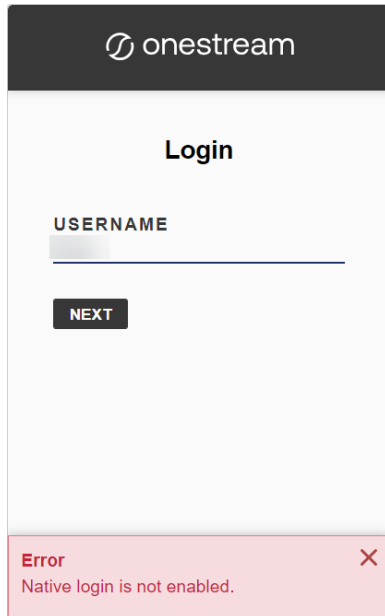 onestream
Login
USERNAME
NEXT
Error
Native login is not enabled.